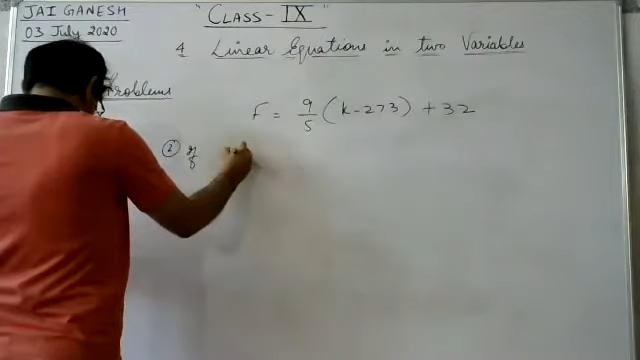 JAI GANESH
03 July 2020
"CLASS-IX"
4 Linear Equations in two Variables
Problems
F = 9/5 (K-273) + 32
(i) If